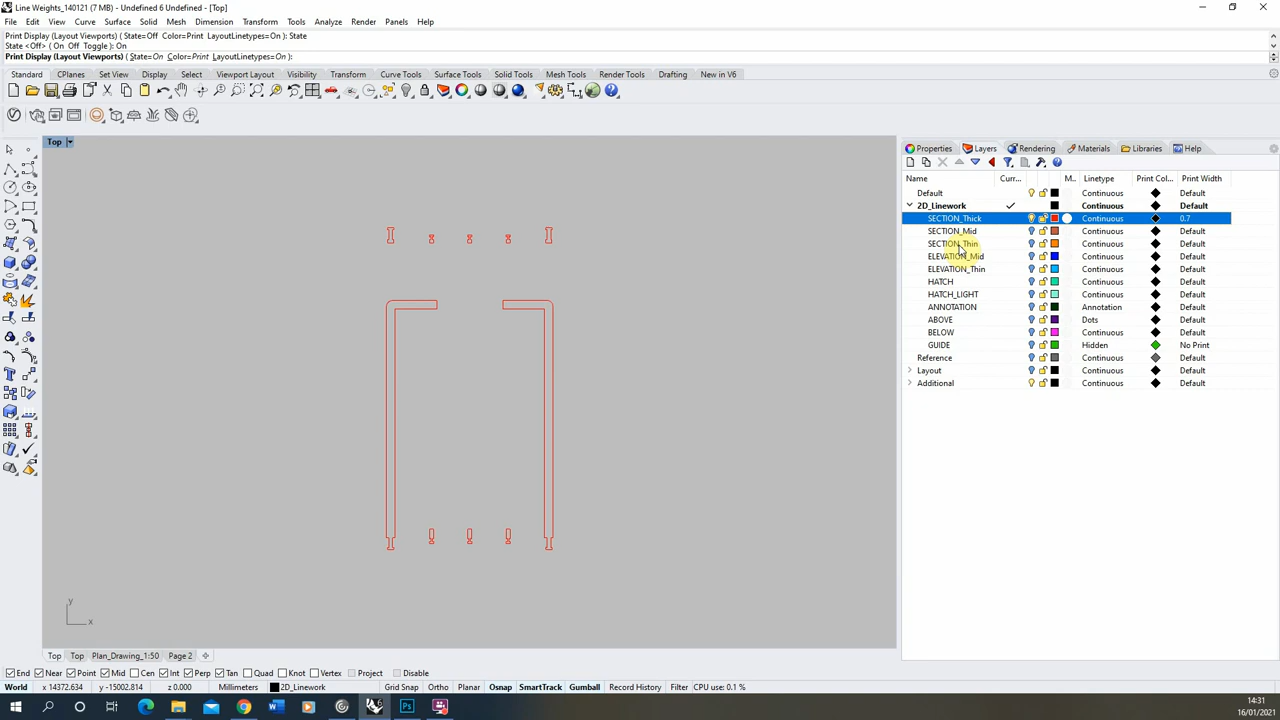 Line Weights_140121 (7 MB) - Undefined 6 Undefined - [Top]
File Edit View Curve Surface Solid Mesh Dimension Transform Tools Analyze Render Panels Help
Print Display (Layout Viewports) ( State=Off Color=Print LayoutLinetypes=On ): State
State <Off> ( On Off Toggle ): On
Print Display (Layout Viewports) ( State=On Color=Print LayoutLinetypes=On ):
Standard CPlanes Set View Display Select Viewport Layout Visibility Transform Curve Tools Surface Tools Solid Tools Mesh Tools Render Tools Drafting New in V6
Top
Properties Layers Rendering Materials Libraries Help
Name Curr... M.. Linetype Print Col... Print Width
Default Continuous Default
2D_Linework Continuous Default
SECTION_Thick Continuous 0.7
SECTION_Mid Continuous Default
SECTION_Thin Continuous Default
ELEVATION_Mid Continuous Default
ELEVATION_Thin Continuous Default
HATCH Continuous Default
HATCH_LIGHT Continuous Default
ANNOTATION Annotation Default
ABOVE Dots Default
BELOW Continuous Default
GUIDE Hidden No Print
Reference Continuous Default
Layout Continuous Default
Additional Continuous Default
y
x
Top Top Plan_Drawing_1:50 Page 2
End Near Point Mid Cen Int Perp Tan Quad Knot Vertex Project Disable
World x 14372.634 y -15002.814 z 0.000 Millimeters 2D_Linework Grid Snap Ortho Planar Osnap SmartTrack Gumball Record History Filter CPU use: 0.1 %
14:31
16/01/2021